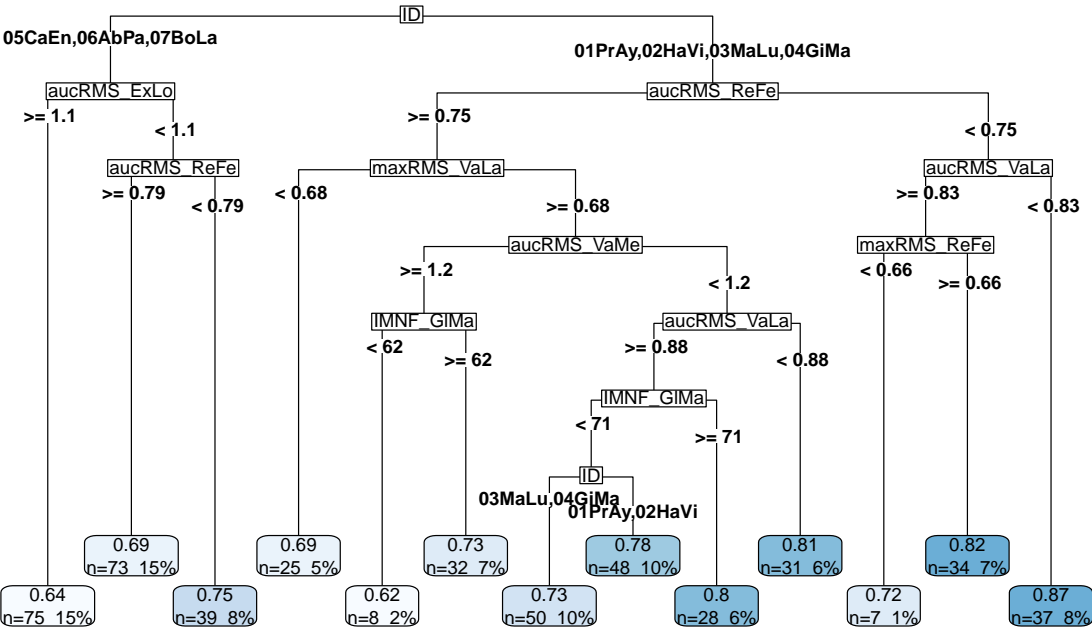 ID
05CaEn,06AbPa,07BoLa
01PrAy,02HaVi,03MaLu,04GiMa
aucRMS_ExLo
aucRMS_ReFe
>= 1.1
< 1.1
>= 0.75
< 0.75
aucRMS_ReFe
maxRMS_VaLa
aucRMS_VaLa
>= 0.79
< 0.79
< 0.68
>= 0.68
>= 0.83
< 0.83
aucRMS_VaMe
maxRMS_ReFe
>= 1.2
< 1.2
< 0.66
>= 0.66
IMNF_GlMa
aucRMS_VaLa
< 62
>= 62
>= 0.88
< 0.88
IMNF_GlMa
< 71
>= 71
ID
03MaLu,04GiMa
01PrAy,02HaVi
0.69
n=73 15%
0.69
n=25 5%
0.73
n=32 7%
0.78
n=48 10%
0.81
n=31 6%
0.82
n=34 7%
0.64
n=75 15%
0.75
n=39 8%
0.62
n=8 2%
0.73
n=50 10%
0.8
n=28 6%
0.72
n=7 1%
0.87
n=37 8%